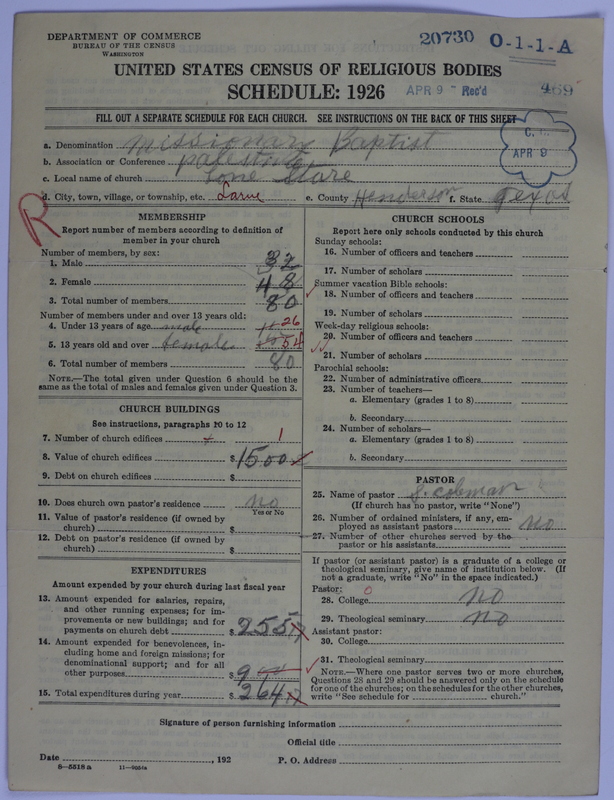 DEPARTMENT OF COMMERCE
BUREAU OF THE CENSUS
WASHINGTON
20730 O-1-1-A
UNITED STATES CENSUS OF RELIGIOUS BODIES
SCHEDULE: 1926
APR 9 - Rec'd 469
FILL OUT A SEPARATE SCHEDULE FOR EACH CHURCH. SEE INSTRUCTIONS ON THE BACK OF THIS SHEET
C.
APR 9
a. Denomination Missionary Baptist
b. Association or Conference palestine
c. Local name of church Lone Stare
d. City, town, village, or township, etc. Larue e. County Henderson f. State Texas
R
MEMBERSHIP
Report number of members according to definition of
member in your church
Number of members, by sex:
1. Male 32
2. Female 48
3. Total number of members 80
Number of members under and over 13 years old:
4. Under 13 years of age male 26
5. 13 years old and over female 54
6. Total number of members 80
NOTE.—The total given under Question 6 should be the
same as the total of males and females given under Question 3.
CHURCH BUILDINGS
See instructions, paragraphs 10 to 12
7. Number of church edifices 1
8. Value of church edifices $ 1500
9. Debt on church edifices $
10. Does church own pastor's residence no
Yes or No
11. Value of pastor's residence (if owned by
church) $
12. Debt on pastor's residence (if owned by
church) $
EXPENDITURES
Amount expended by your church during last fiscal year
13. Amount expended for salaries, repairs,
and other running expenses; for im-
provements or new buildings; and for
payments on church debt $ 255
14. Amount expended for benevolences, in-
cluding home and foreign missions; for
denominational support; and for all
other purposes $ 9
15. Total expenditures during year $ 264
CHURCH SCHOOLS
Report here only schools conducted by this church
Sunday schools:
16. Number of officers and teachers
17. Number of scholars
Summer vacation Bible schools:
18. Number of officers and teachers
19. Number of scholars
Week-day religious schools:
20. Number of officers and teachers
21. Number of scholars
Parochial schools:
22. Number of administrative officers
23. Number of teachers—
a. Elementary (grades 1 to 8)
b. Secondary
24. Number of scholars—
a. Elementary (grades 1 to 8)
b. Secondary
PASTOR
25. Name of pastor S. Coleman
(If church has no pastor, write "None")
26. Number of ordained ministers, if any, em-
ployed as assistant pastors no
27. Number of other churches served by the
pastor or his assistants
If pastor (or assistant pastor) is a graduate of a college or
theological seminary, give name of institution below. (If
not a graduate, write "No" in the space indicated.)
Pastor: 0
28. College no
29. Theological seminary no
Assistant pastor:
30. College
31. Theological seminary
NOTE.—Where one pastor serves two or more churches,
Questions 28 and 29 should be answered only on the schedule
for one of the churches; on the schedules for the other churches,
write "See schedule for church."
Signature of person furnishing information
Official title
Date , 192 P. O. Address
8—5518a 11—9050a